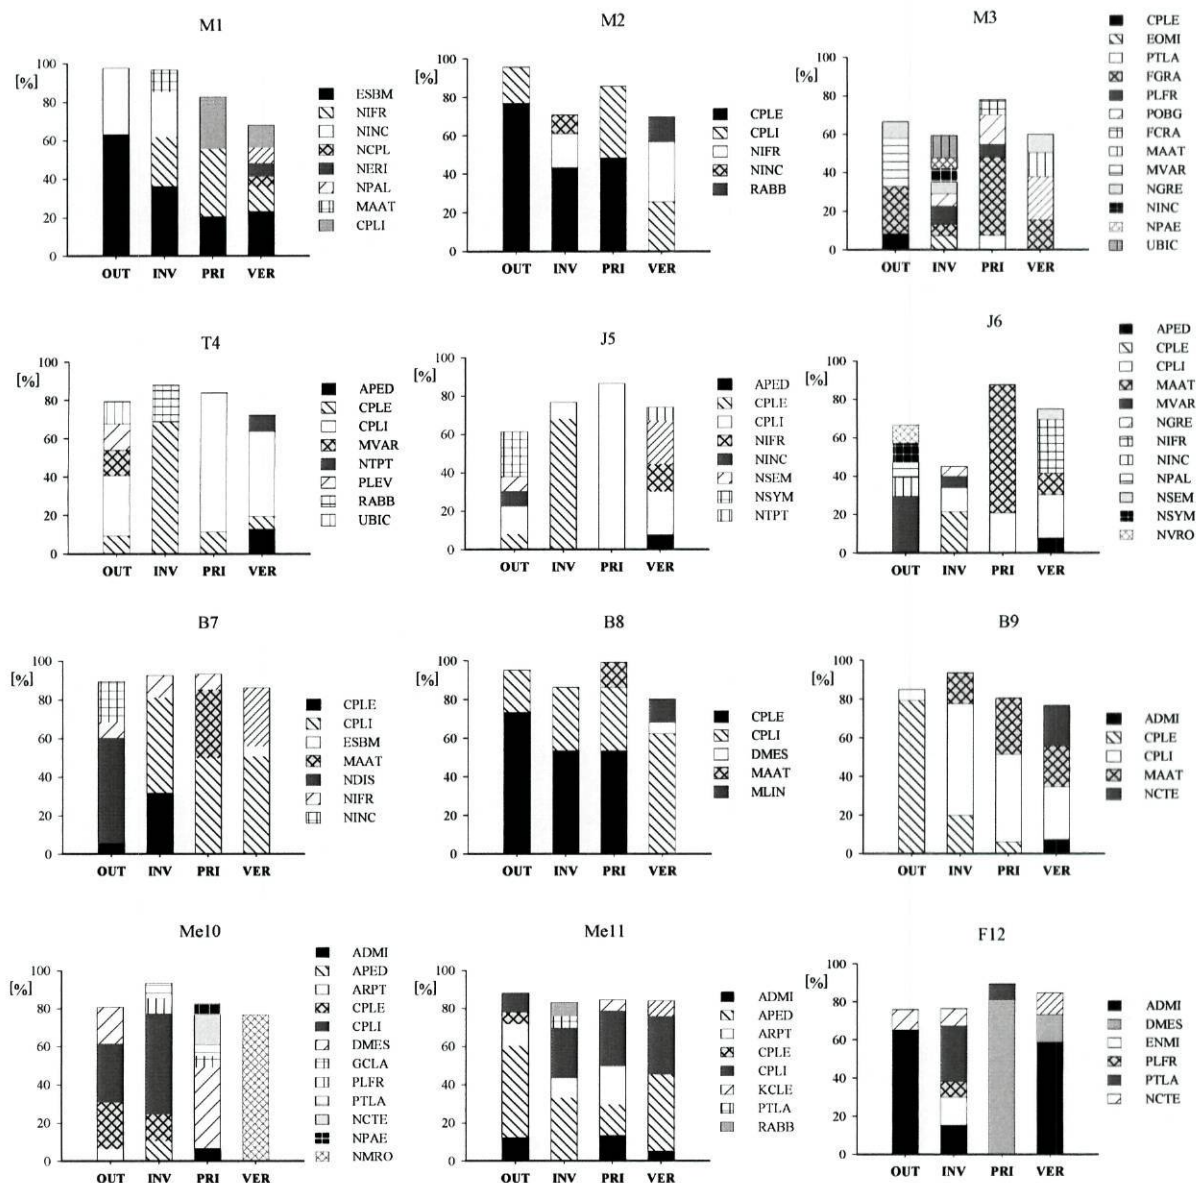 M1
[%]
100
80
60
40
20
0
OUT INV PRI VER
ESBM
NIFR
NINC
NCPL
NERI
NPAL
MAAT
CPLI
M2
[%]
100
80
60
40
20
0
OUT INV PRI VER
CPLE
CPLI
NIFR
NINC
RABB
M3
[%]
100
80
60
40
20
0
OUT INV PRI VER
CPLE
EOMI
PTLA
FGRA
PLFR
POBG
FCRA
MAAT
MVAR
NGRE
NINC
NPAE
UBIC
T4
[%]
100
80
60
40
20
0
OUT INV PRI VER
APED
CPLE
CPLI
MVAR
NTPT
PLEV
RABB
UBIC
J5
[%]
100
80
60
40
20
0
OUT INV PRI VER
APED
CPLE
CPLI
NIFR
NINC
NSEM
NSYM
NTPT
J6
[%]
100
80
60
40
20
0
OUT INV PRI VER
APED
CPLE
CPLI
MAAT
MVAR
NGRE
NIFR
NINC
NPAL
NSEM
NSYM
NVRO
B7
[%]
100
80
60
40
20
0
OUT INV PRI VER
CPLE
CPLI
ESBM
MAAT
NDIS
NIFR
NINC
B8
[%]
100
80
60
40
20
0
OUT INV PRI VER
CPLE
CPLI
DMES
MAAT
MLIN
B9
[%]
100
80
60
40
20
0
OUT INV PRI VER
ADMI
CPLE
CPLI
MAAT
NCTE
Me10
[%]
100
80
60
40
20
0
OUT INV PRI VER
ADMI
APED
ARPT
CPLE
CPLI
DMES
GCLA
PLFR
PTLA
NCTE
NPAE
NMRO
Me11
[%]
100
80
60
40
20
0
OUT INV PRI VER
ADMI
APED
ARPT
CPLE
CPLI
KCLE
PTLA
RABB
F12
[%]
100
80
60
40
20
0
OUT INV PRI VER
ADMI
DMES
ENMI
PLFR
PTLA
NCTE